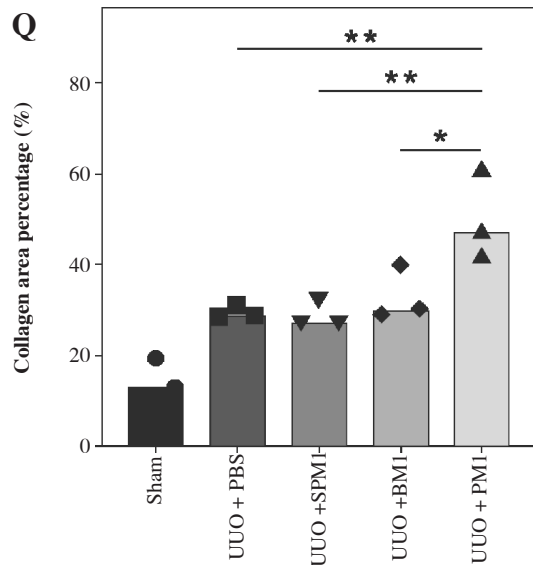 Q
**
**
*
Collagen area percentage (%)
80
60
40
20
0
Sham
UUO + PBS
UUO +SPM1
UUO +BM1
UUO + PM1